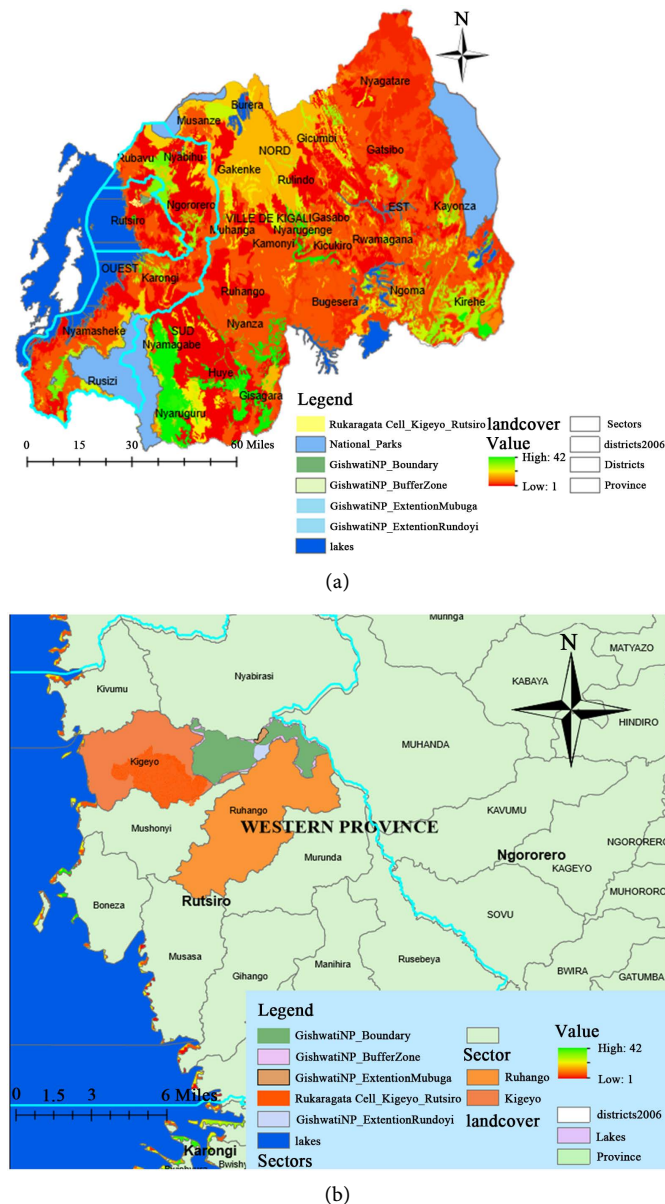 N
Nyagatare
Burera
Musanze
Gicumbi
Rubavu
Nyabihu
NORD
Gatsibo
Gakenke
Rulindo
Ngororero
EST
Kayonza
Rutsiro
VILLE DE KIGALI
Gasabo
Muhanga
Nyarugenge
Rwamagana
Kamonyi
Kicukiro
OUEST
Karongi
Ngoma
Ruhango
Bugesera
Kirehe
Nyamasheke
Nyanza
SUD
Nyamagabe
Rusizi
Huye
Gisagara
Nyaruguru
0 15 30 60 Miles
Legend
Rukaragata Cell_Kigeyo_Rutsiro
National_Parks
GishwatiNP_Boundary
GishwatiNP_BufferZone
GishwatiNP_ExtentionMubuga
GishwatiNP_ExtentionRundoyi
lakes
landcover
Value
High: 42
Low: 1
Sectors
districts2006
Districts
Province
(a)
Muringa
N
MATYAZO
Nyabirasi
KABAYA
Kivumu
HINDIRO
MUHANDA
Kigeyo
Ruhango
KAVUMU
Mushonyi
WESTERN PROVINCE
NGORORERO
Murunda
Ngororero
KAGEYO
MUHORORO
Boneza
Rutsiro
SOVU
Musasa
Manihira
Rusebeya
BWIRA
Gihango
GATUMBA
0 1.5 3 6 Miles
Karongi
Bwishy
Legend
GishwatiNP_Boundary
GishwatiNP_BufferZone
GishwatiNP_ExtentionMubuga
Rukaragata Cell_Kigeyo_Rutsiro
GishwatiNP_ExtentionRundoyi
lakes
Sectors
Sector
Ruhango
Kigeyo
landcover
Value
High: 42
Low: 1
districts2006
Lakes
Province
(b)